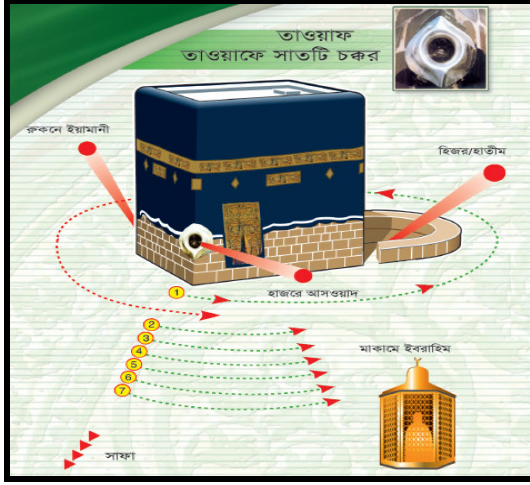 তাওয়াফ
তাওয়াফে সাতটি চক্কর
রুকনে ইয়ামানী
হিজর/হাতীম
1
হাজরে আসওয়াদ
2
3
4
5
6
7
মাকামে ইবরাহিম
সাফা